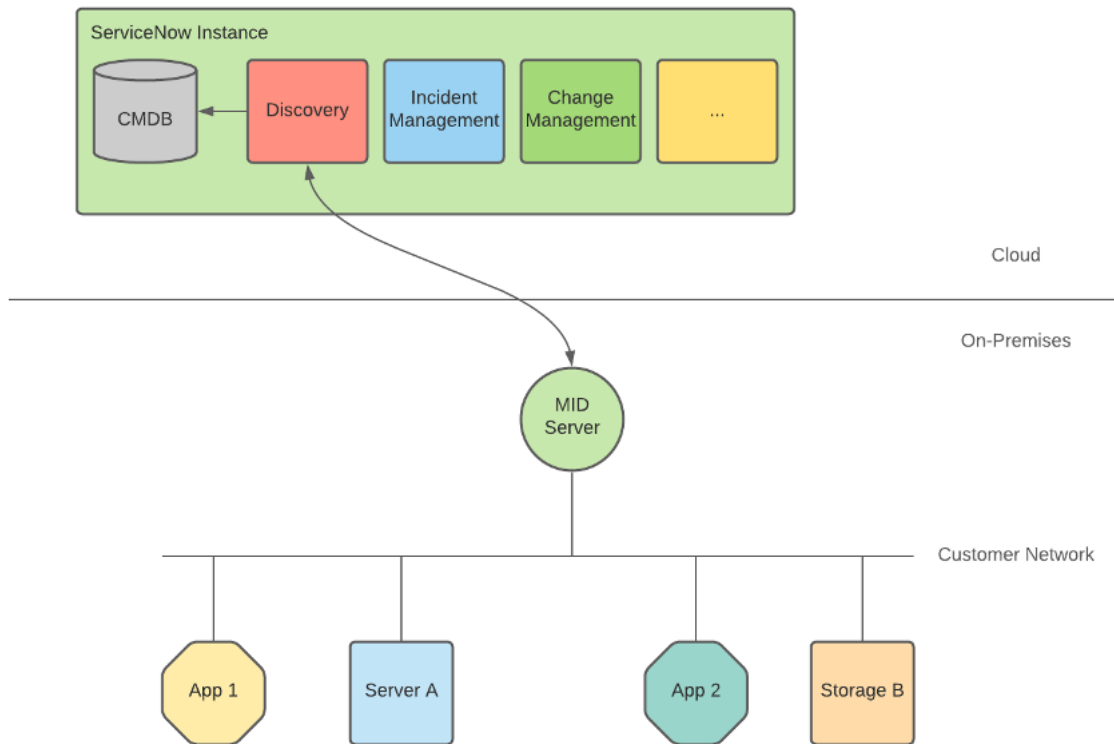 ServiceNow Instance
CMDB
Discovery
Incident
Management
Change
Management
...
Cloud
On-Premises
MID
Server
Customer Network
App 1
Server A
App 2
Storage B